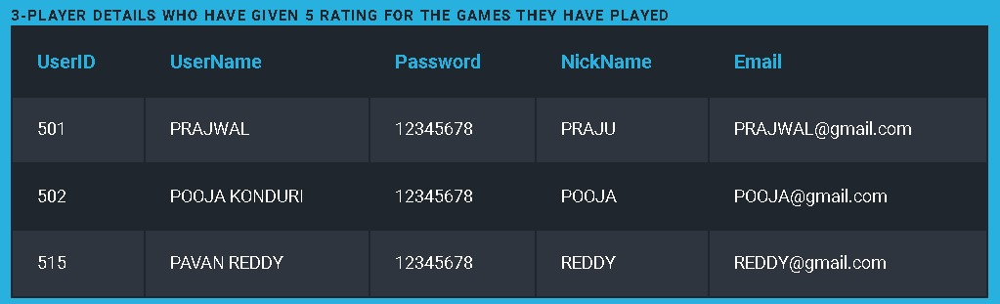 3-PLAYER DETAILS WHO HAVE GIVEN 5 RATING FOR THE GAMES THEY HAVE PLAYED
UserID UserName Password NickName Email
501 PRAJWAL 12345678 PRAJU PRAJWAL@gmail.com
502 POOJA KONDURI 12345678 POOJA POOJA@gmail.com
515 PAVAN REDDY 12345678 REDDY REDDY@gmail.com